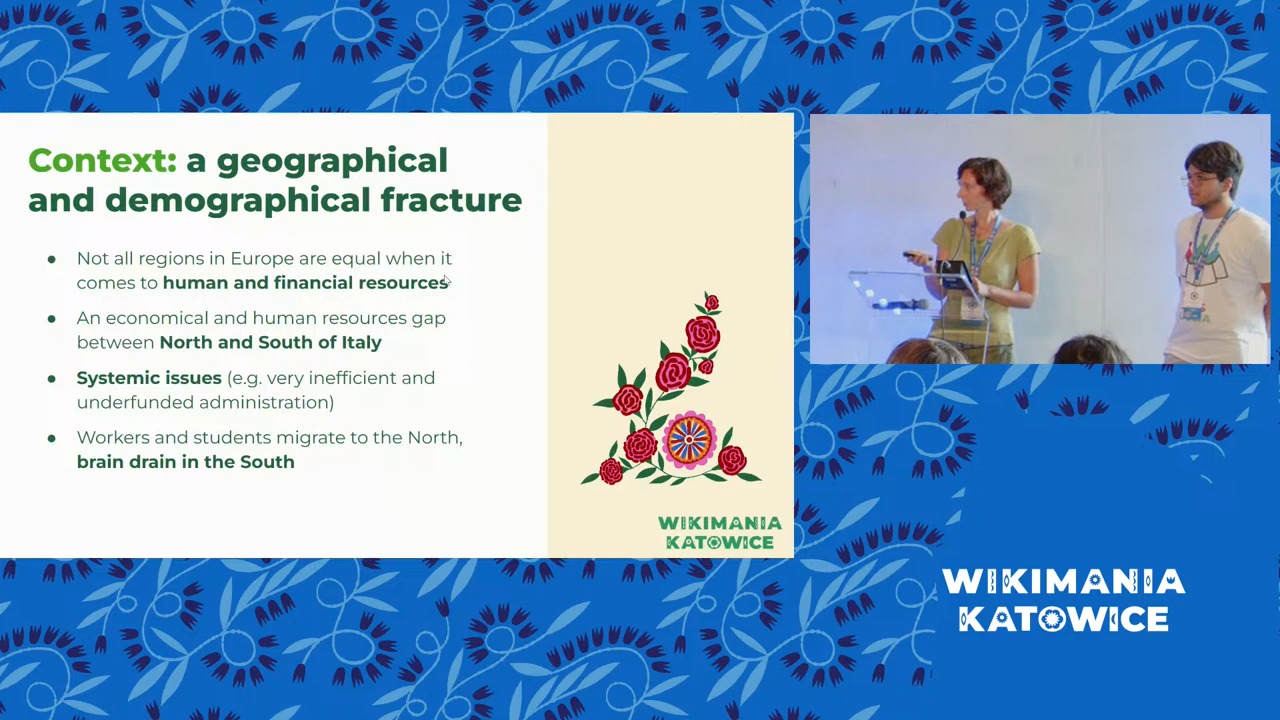 Context: a geographical
and demographical fracture
● Not all regions in Europe are equal when it
comes to human and financial resources
● An economical and human resources gap
between North and South of Italy
● Systemic issues (e.g. very inefficient and
underfunded administration)
● Workers and students migrate to the North,
brain drain in the South
WIKIMANIA
KATOWICE
WIKIMANIA
KATOWICE